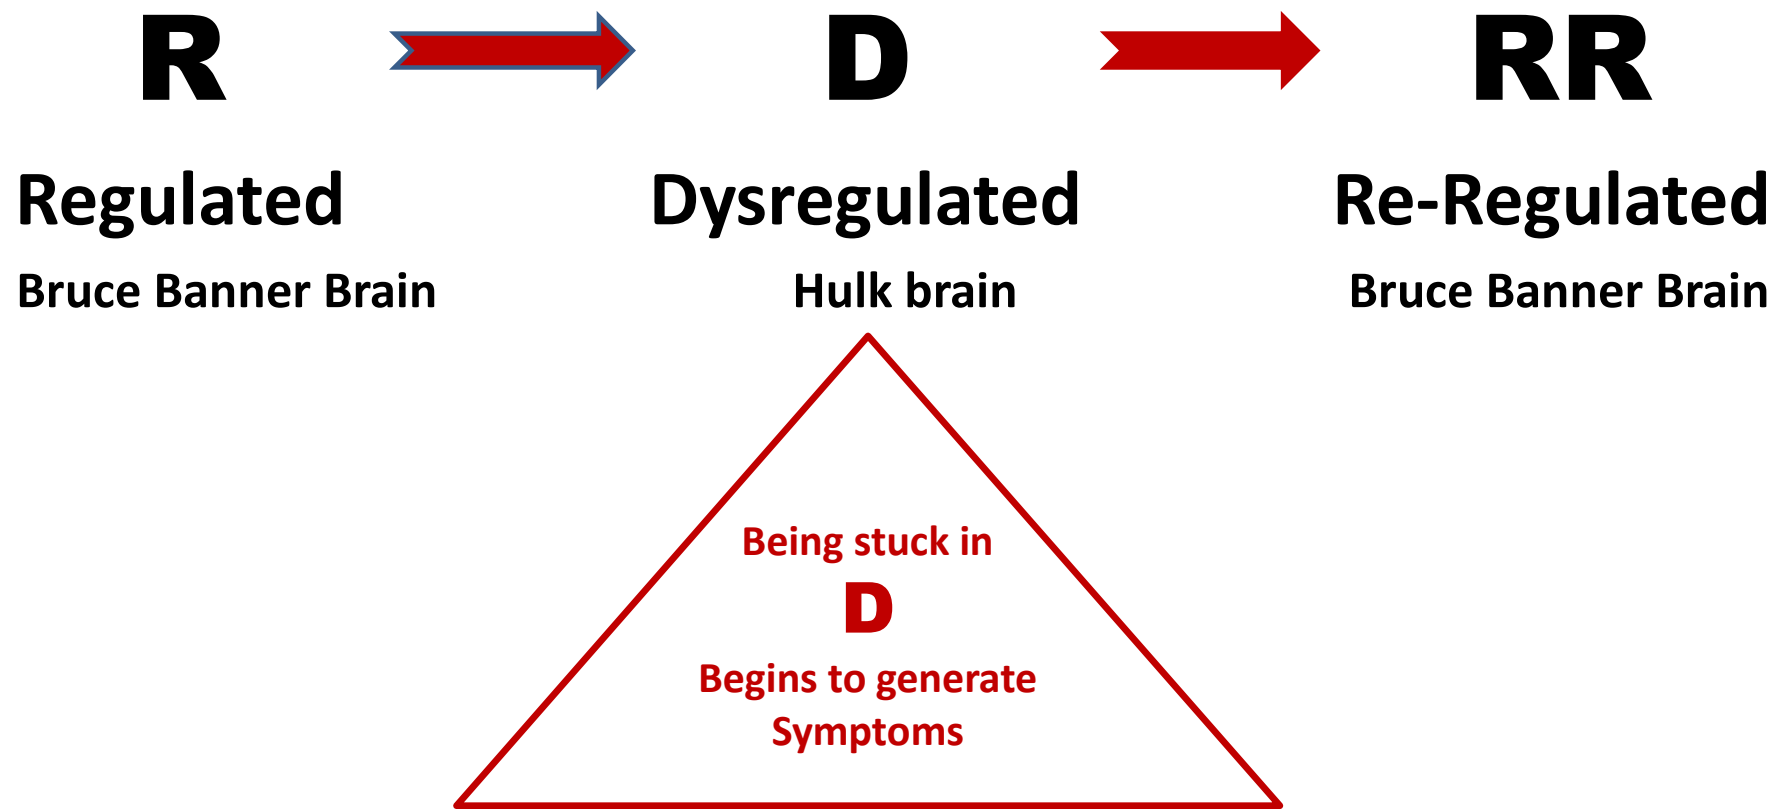 R D RR
Regulated Dysregulated Re-Regulated
Bruce Banner Brain Hulk brain Bruce Banner Brain
Being stuck in
D
Begins to generate
Symptoms